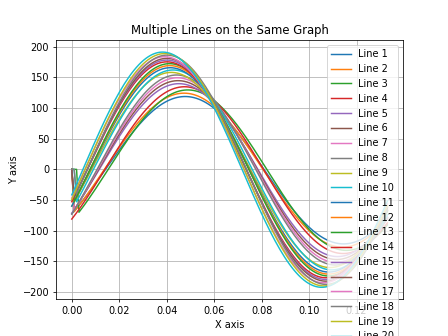 Multiple Lines on the Same Graph
Y axis
200
150
100
50
0
−50
−100
−150
−200
0.00
0.02
0.04
0.06
0.08
0.10
X axis
Line 1
Line 2
Line 3
Line 4
Line 5
Line 6
Line 7
Line 8
Line 9
Line 10
Line 11
Line 12
Line 13
Line 14
Line 15
Line 16
Line 17
Line 18
Line 19
Line 20